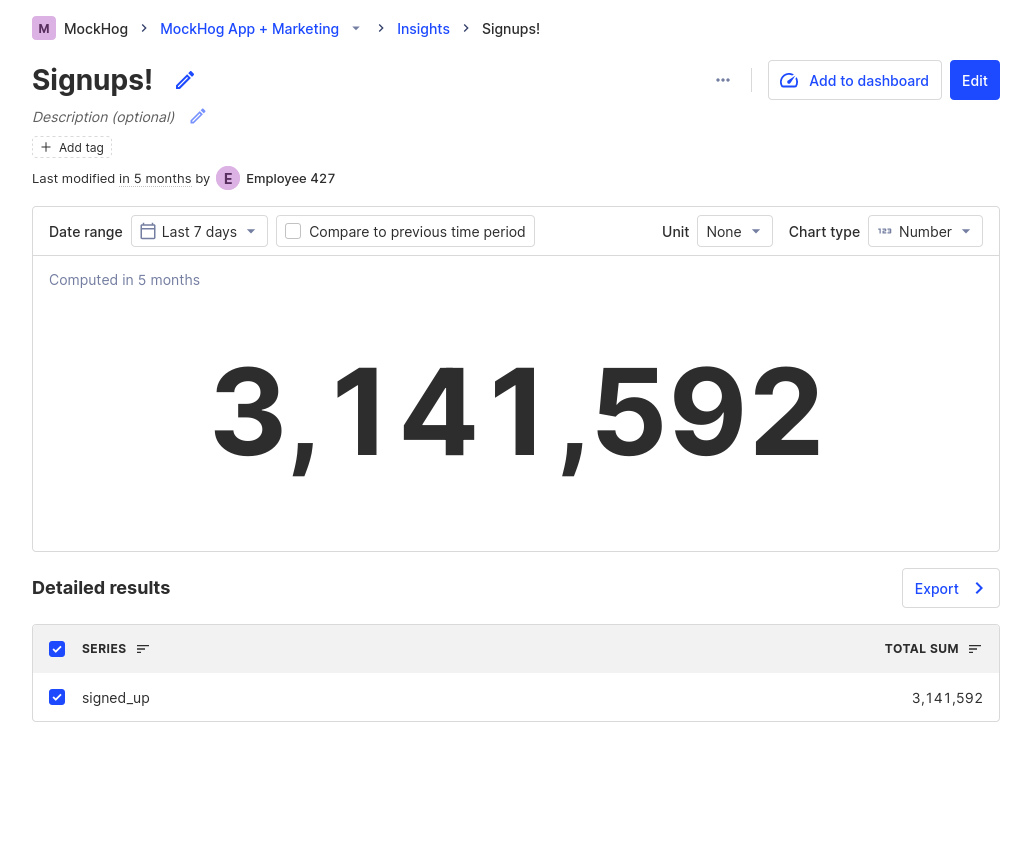 M MockHog MockHog App + Marketing Insights Signups!
Signups!
Add to dashboard Edit
Description (optional)
Add tag
Last modified in 5 months by E Employee 427
Date range Last 7 days Compare to previous time period Unit None Chart type 123 Number
Computed in 5 months
3,141,592
Detailed results Export
SERIES TOTAL SUM
signed_up 3,141,592